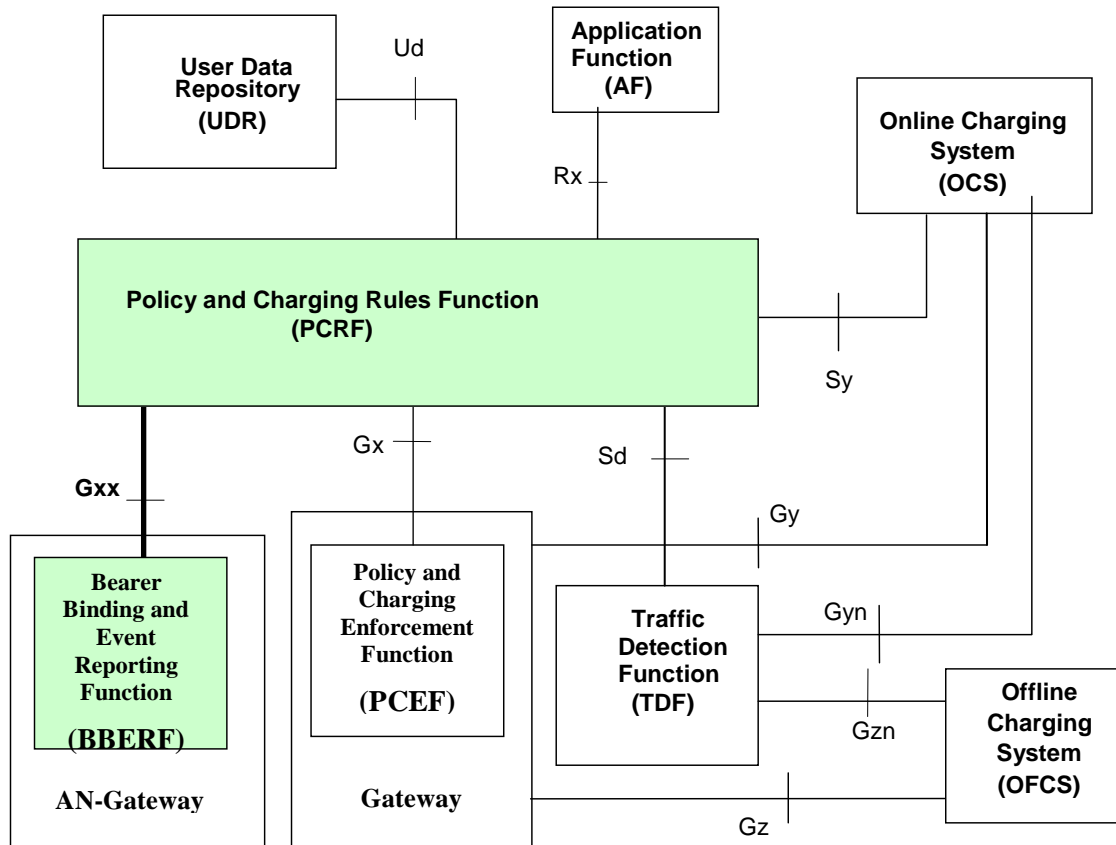 User Data
Repository
(UDR)
Ud
Application
Function
(AF)
Rx
Online Charging
System
(OCS)
Policy and Charging Rules Function
(PCRF)
Sy
Gxx
Gx
Sd
Gy
Bearer
Binding and
Event
Reporting
Function
(BBERF)
AN-Gateway
Policy and
Charging
Enforcement
Function
(PCEF)
Gateway
Traffic
Detection
Function
(TDF)
Gyn
Gzn
Gz
Offline
Charging
System
(OFCS)